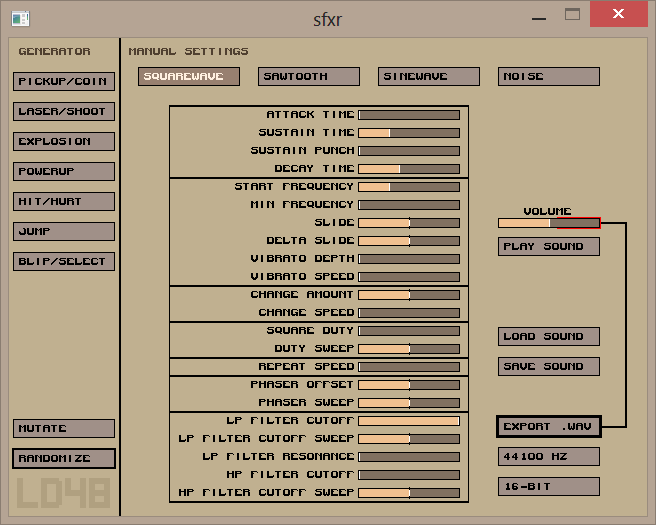 sfxr
GENERATOR
PICKUP/COIN
LASER/SHOOT
EXPLOSION
POWERUP
HIT/HURT
JUMP
BLIP/SELECT
MUTATE
RANDOMIZE
LD48
MANUAL SETTINGS
SQUAREWAVE
SAWTOOTH
SINEWAVE
NOISE
ATTACK TIME
SUSTAIN TIME
SUSTAIN PUNCH
DECAY TIME
START FREQUENCY
MIN FREQUENCY
SLIDE
DELTA SLIDE
VIBRATO DEPTH
VIBRATO SPEED
CHANGE AMOUNT
CHANGE SPEED
SQUARE DUTY
DUTY SWEEP
REPEAT SPEED
PHASER OFFSET
PHASER SWEEP
LP FILTER CUTOFF
LP FILTER CUTOFF SWEEP
LP FILTER RESONANCE
HP FILTER CUTOFF
HP FILTER CUTOFF SWEEP
VOLUME
PLAY SOUND
LOAD SOUND
SAVE SOUND
EXPORT .WAV
44100 HZ
16-BIT